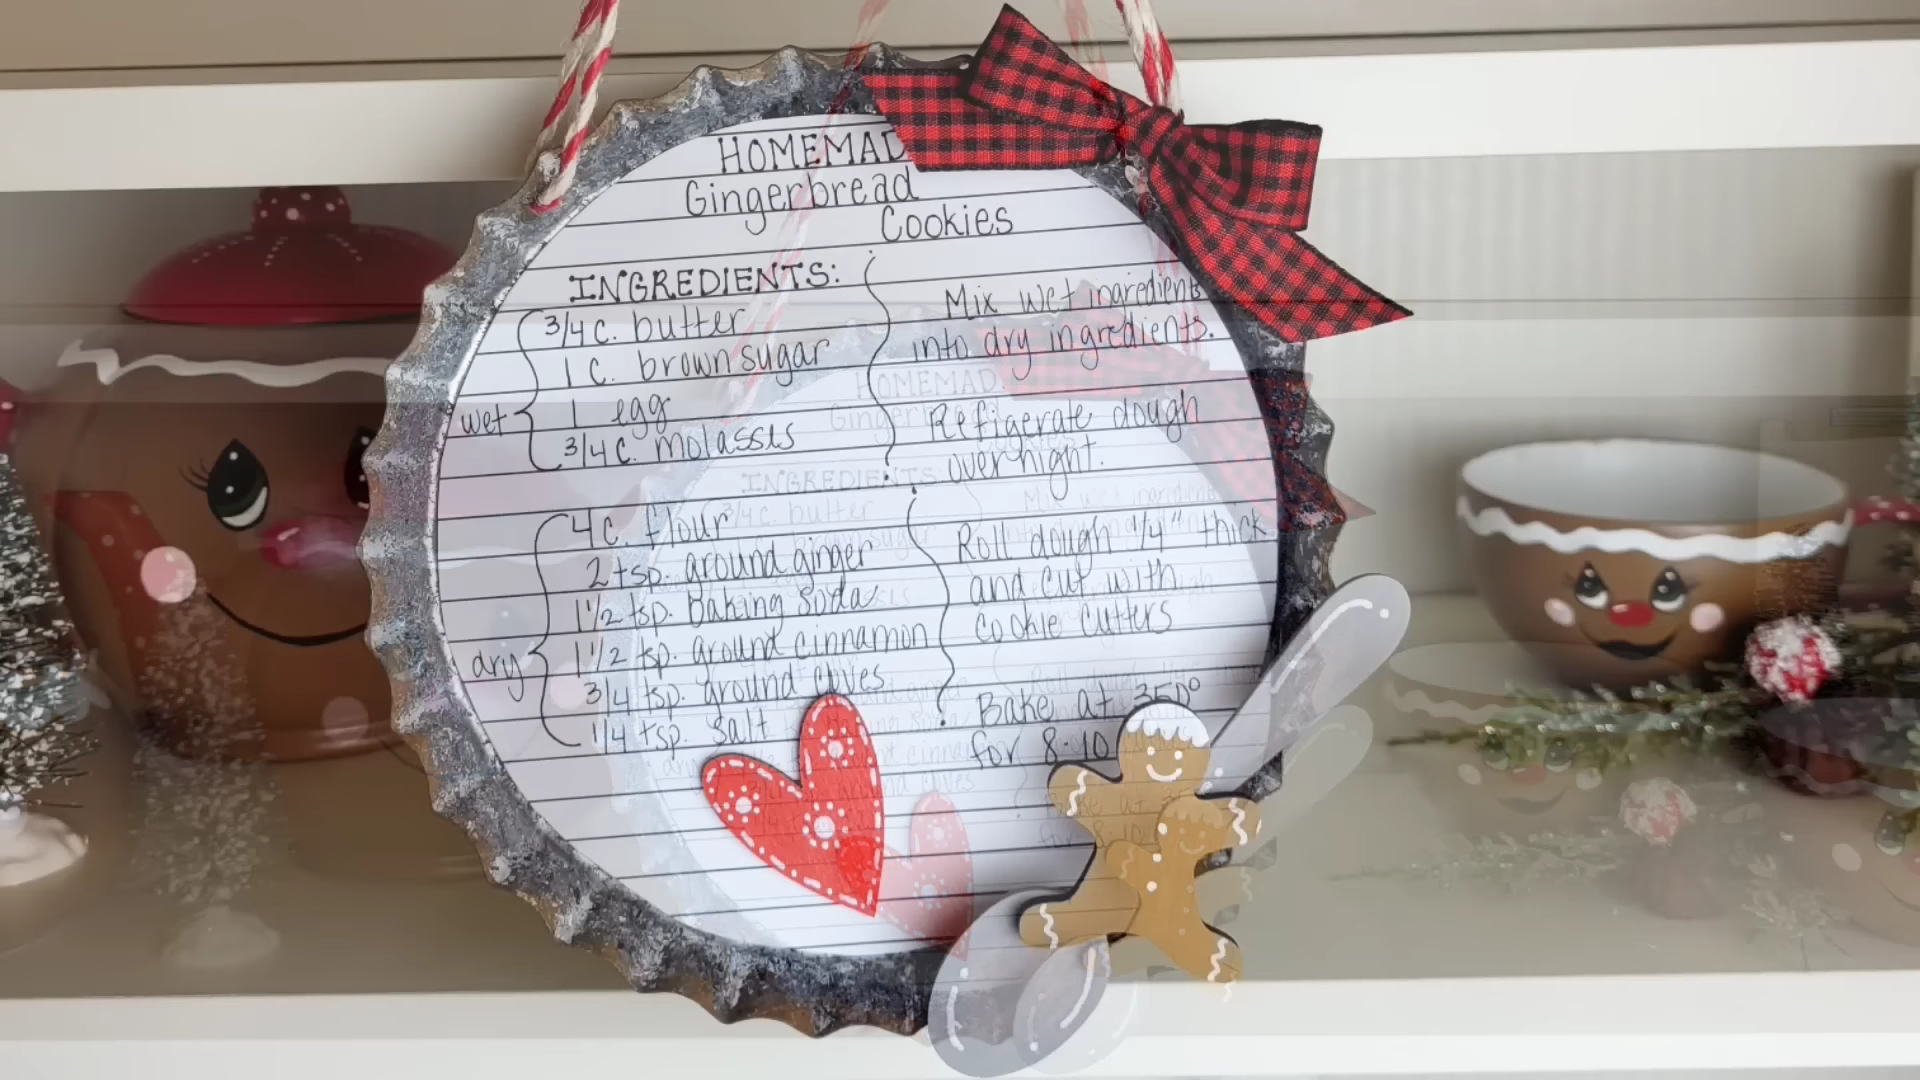 HOMEMAD
Gingerbread
Cookies
INGREDIENTS:
3/4 c. butter
1 c. brown sugar
wet
1 egg
3/4 c. molasses
4 c. flour
2 tsp. ground ginger
1 1/2 tsp. baking soda
1 1/2 tsp. ground cinnamon
dry
3/4 tsp. ground cloves
1/4 tsp. salt
Mix wet ingredients
into dry ingredients.
Refigerate dough
overnight.
Roll dough 1/4" thick
and cut with
cookie cutters
Bake at 350°
for 8-10